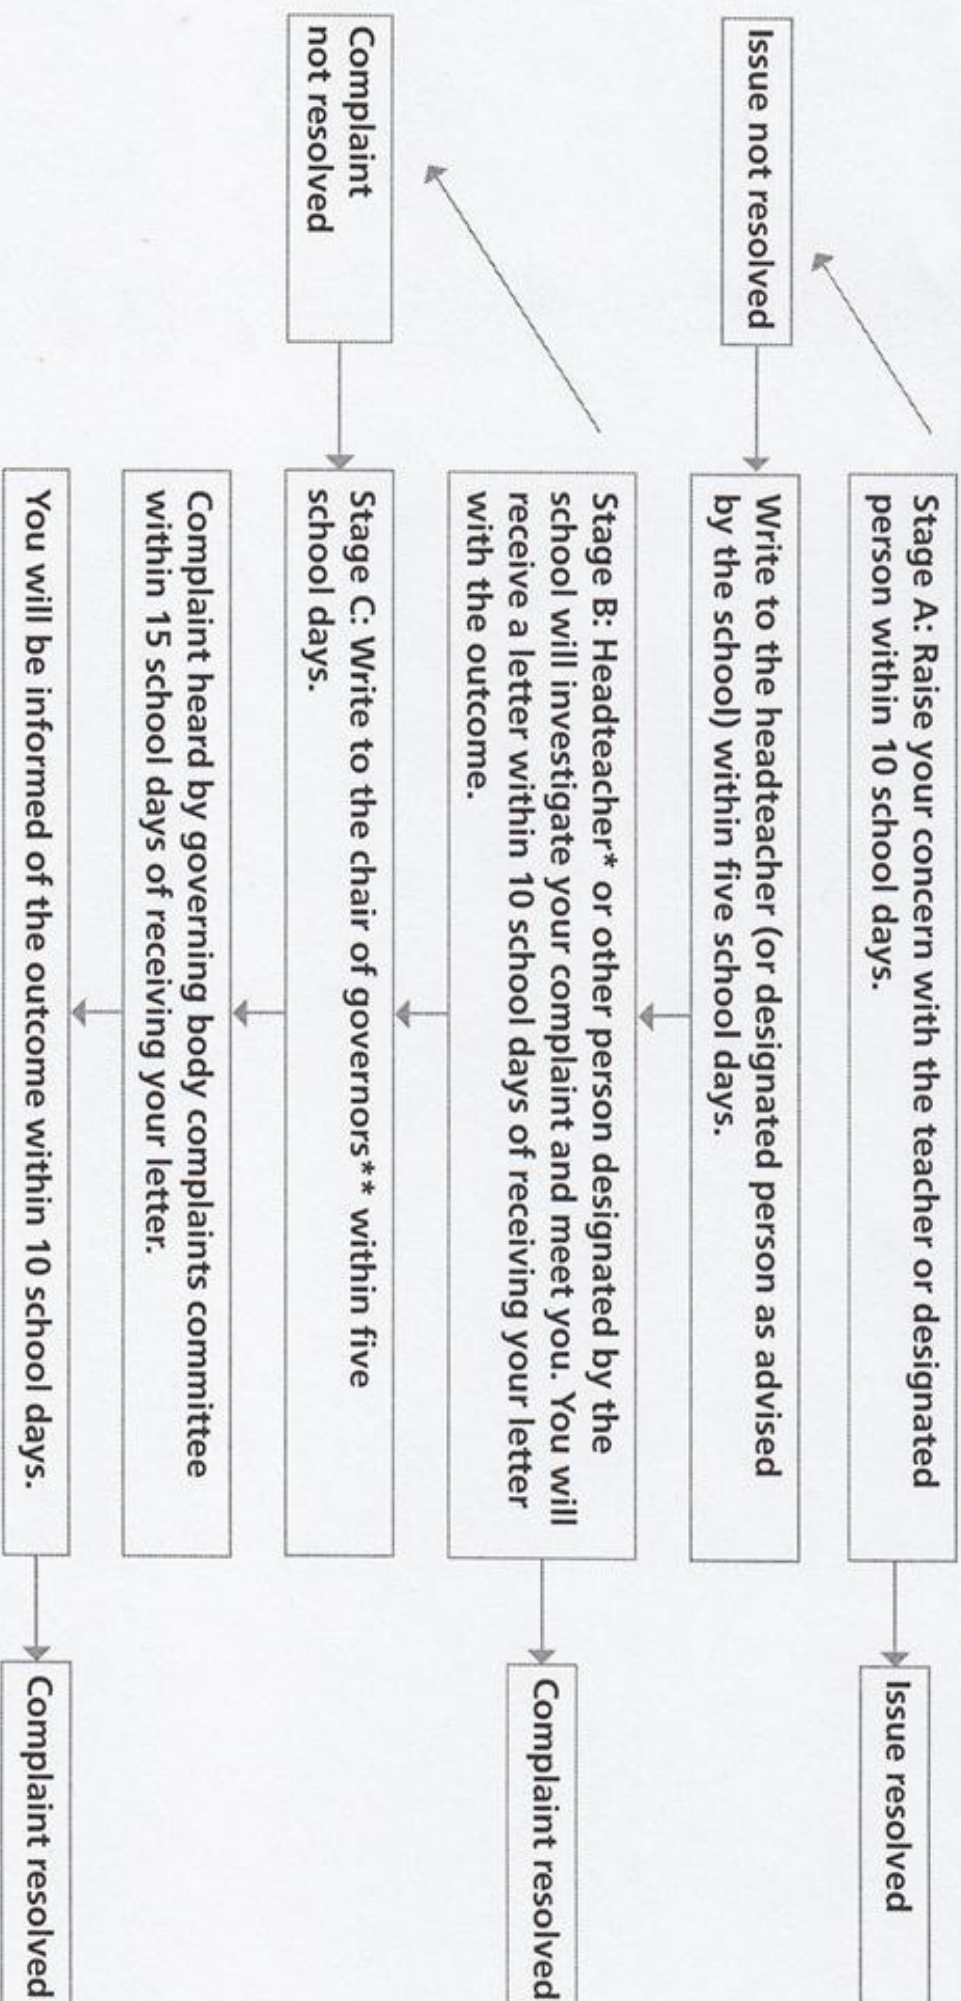 Stage A: Raise your concern with the teacher or designated
person within 10 school days.
Issue resolved
Issue not resolved
Write to the headteacher (or designated person as advised
by the school) within five school days.
Stage B: Headteacher* or other person designated by the
school will investigate your complaint and meet you. You will
receive a letter within 10 school days of receiving your letter
with the outcome.
Complaint resolved
Complaint
not resolved
Stage C: Write to the chair of governors** within five
school days.
Complaint heard by governing body complaints committee
within 15 school days of receiving your letter.
You will be informed of the outcome within 10 school days.
Complaint resolved